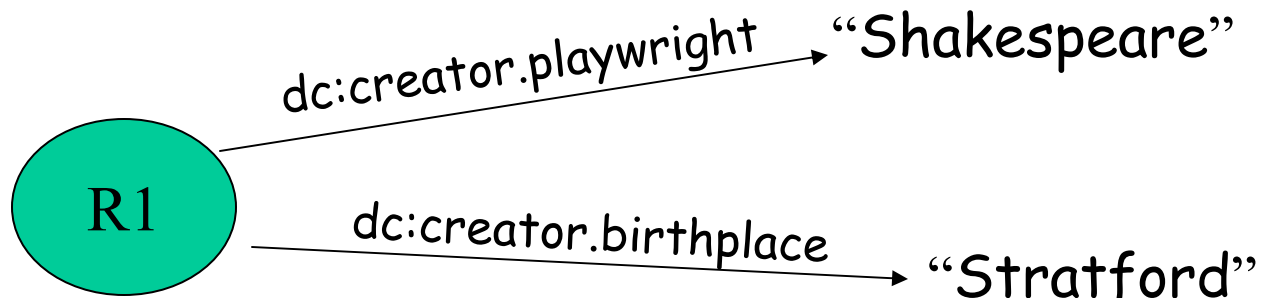 dc:creator.playwright
“Shakespeare”
R1
dc:creator.birthplace
“Stratford”